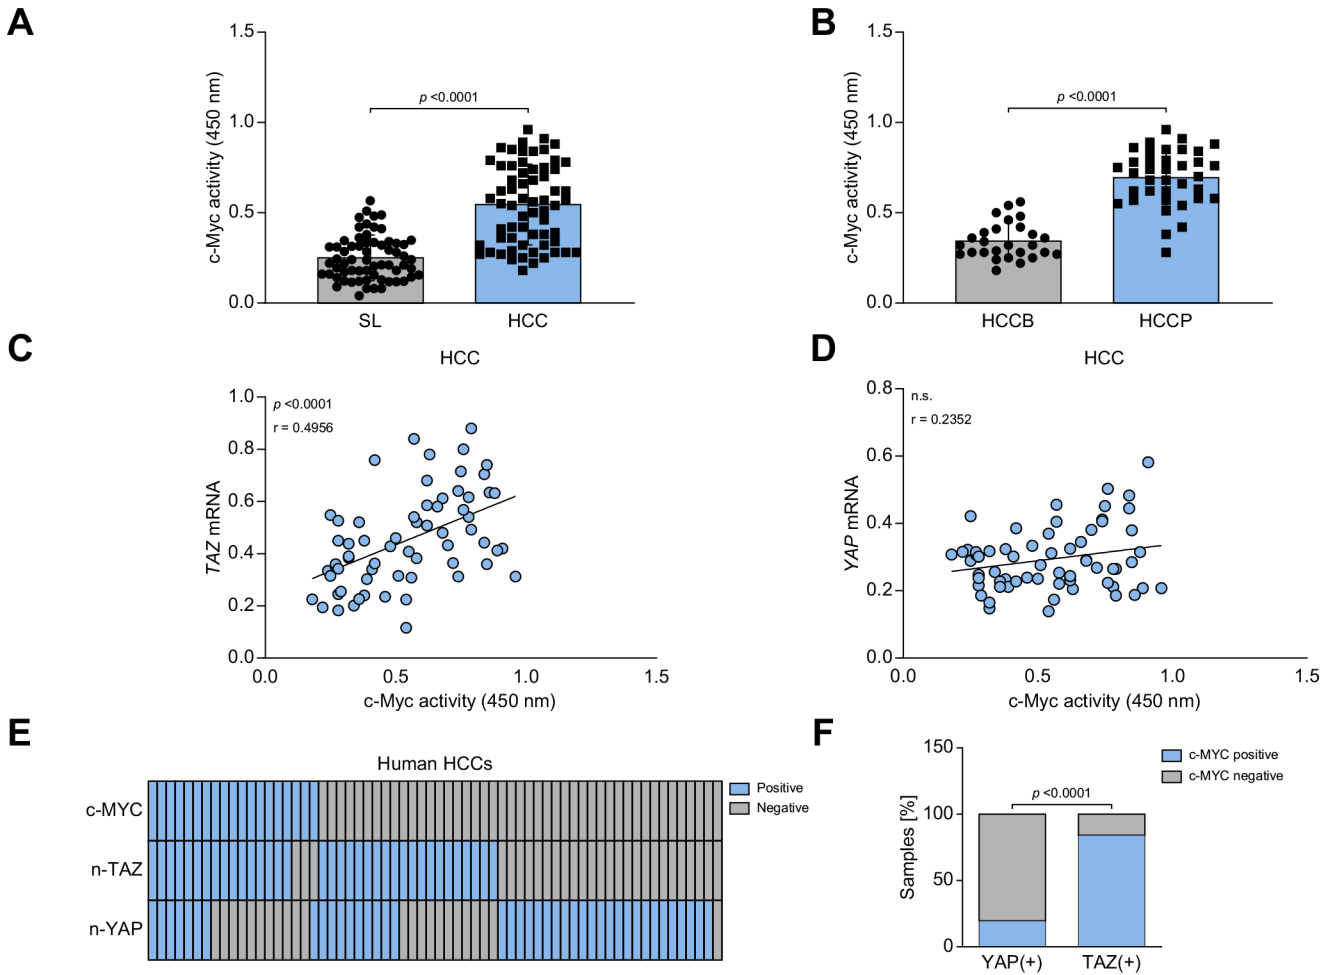 A
1.5
1.0
0.5
0.0
c-Myc activity (450 nm)
p <0.0001
SL
HCC
B
1.5
1.0
0.5
0.0
c-Myc activity (450 nm)
p <0.0001
HCCB
HCCP
C
HCC
1.0
0.8
0.6
0.4
0.2
0.0
TAZ mRNA
p <0.0001
r = 0.4956
0.0
0.5
1.0
1.5
c-Myc activity (450 nm)
D
HCC
0.8
0.6
0.4
0.2
0.0
YAP mRNA
n.s.
r = 0.2352
0.0
0.5
1.0
1.5
c-Myc activity (450 nm)
E
Human HCCs
c-MYC
n-TAZ
n-YAP
Positive
Negative
F
150
100
50
0
Samples [%]
p <0.0001
YAP(+)
TAZ(+)
c-MYC positive
c-MYC negative